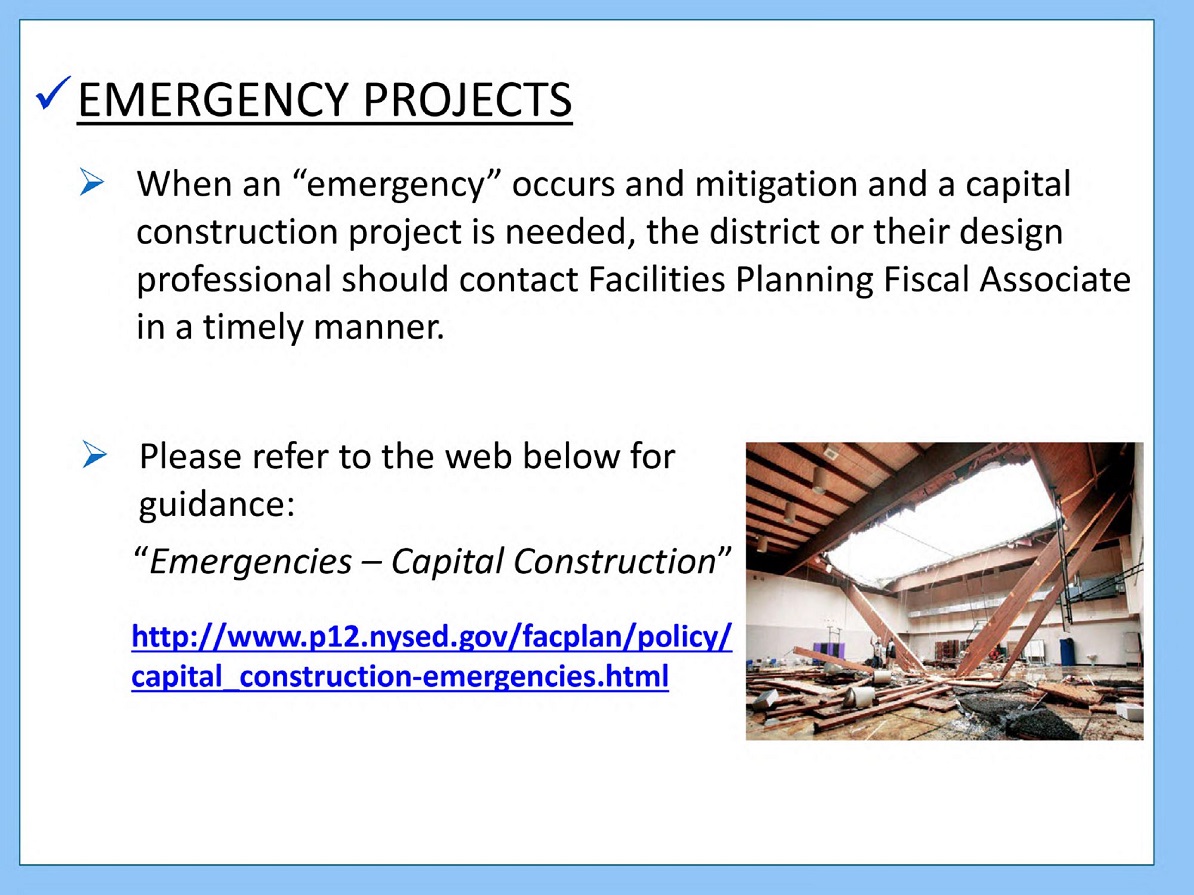 EMERGENCY PROJECTS
When an “emergency” occurs and mitigation and a capital
construction project is needed, the district or their design
professional should contact Facilities Planning Fiscal Associate
in a timely manner.
Please refer to the web below for
guidance:
“Emergencies – Capital Construction”
http://www.p12.nysed.gov/facplan/policy/
capital_construction-emergencies.html